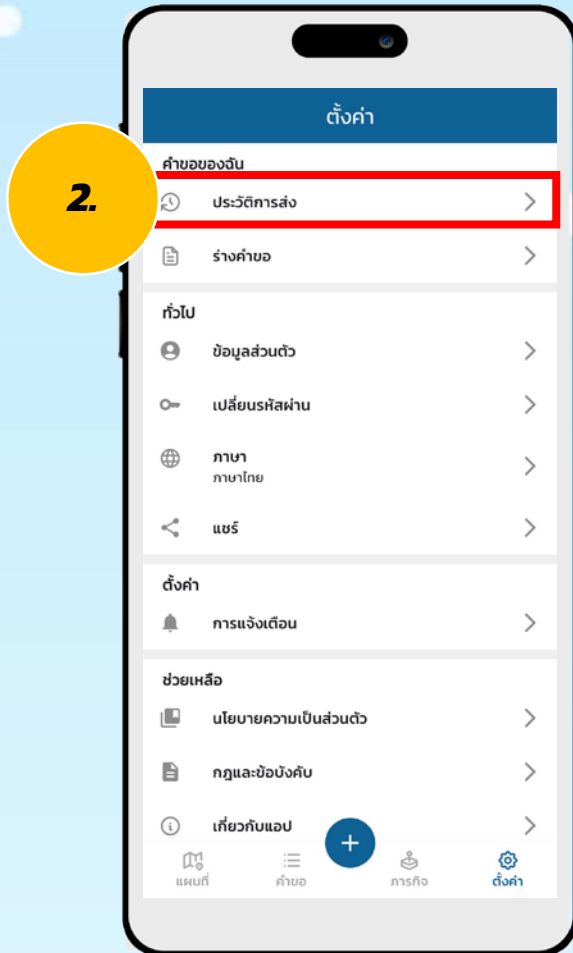 ตั้งค่า
คำขอของฉัน
2.
ประวัติการส่ง
ร่างคำขอ
ทั่วไป
ข้อมูลส่วนตัว
เปลี่ยนรหัสผ่าน
ภาษา
ภาษาไทย
แชร์
ตั้งค่า
การแจ้งเตือน
ช่วยเหลือ
นโยบายความเป็นส่วนตัว
กฎและข้อบังคับ
เกี่ยวกับแอป
แผนที่
คำขอ
ภารกิจ
ตั้งค่า